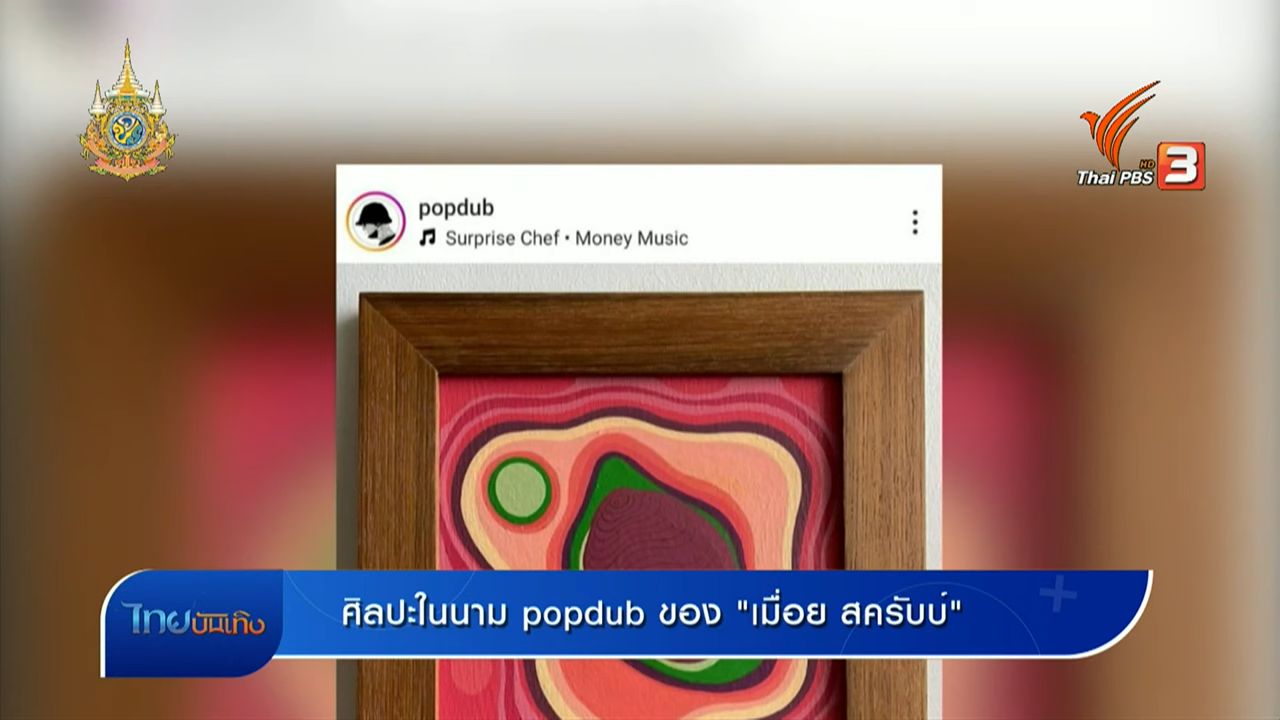 HD
Thai PBS 3
popdub
Surprise Chef • Money Music
ไทยบันเทิง
ศิลปะในนาม popdub ของ "เมื่อย สครับบ์"